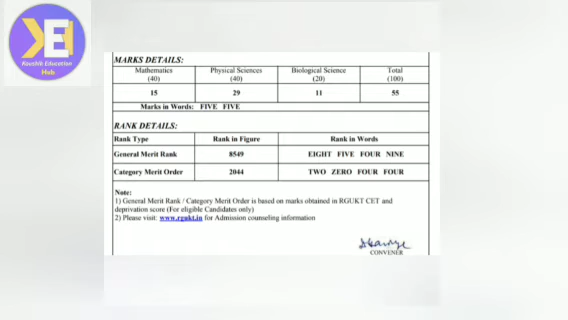 KE
Koushik Education
Hub
MARKS DETAILS:
Mathematics (40) Physical Sciences (40) Biological Science (20) Total (100)
15 29 11 55
Marks in Words: FIVE FIVE
RANK DETAILS:
Rank Type Rank in Figure Rank in Words
General Merit Rank 8549 EIGHT FIVE FOUR NINE
Category Merit Order 2044 TWO ZERO FOUR FOUR
Note:
1) General Merit Rank / Category Merit Order is based on marks obtained in RGUKT CET and
deprivation score (For eligible Candidates only)
2) Please visit: www.rgukt.in for Admission counseling information
CONVENER